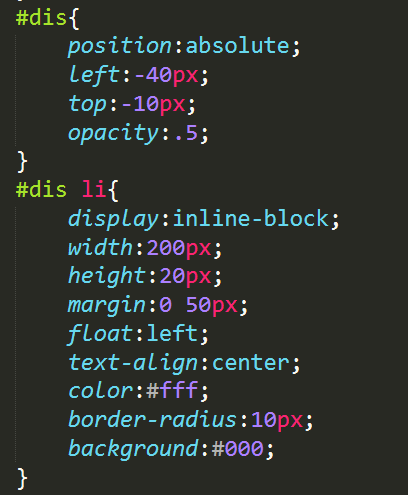 #dis{
position:absolute;
left:-40px;
top:-10px;
opacity:.5;
}
#dis li{
display:inline-block;
width:200px;
height:20px;
margin:0 50px;
float:left;
text-align:center;
color:#fff;
border-radius:10px;
background:#000;
}